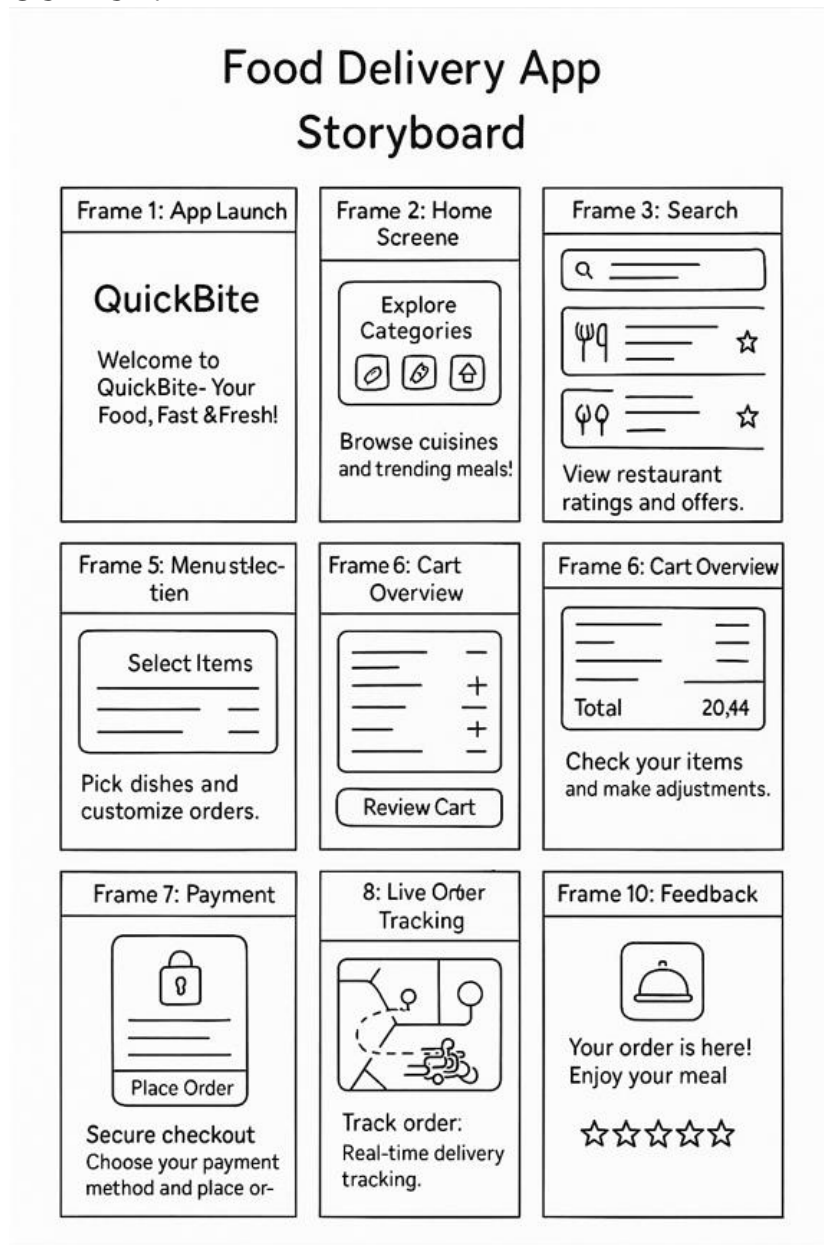 Food Delivery App
Storyboard
Frame 1: App Launch
QuickBite
Welcome to
QuickBite- Your
Food, Fast &Fresh!
Frame 2: Home
Screene
Explore
Categories
Browse cuisines
and trending meals!
Frame 3: Search
View restaurant
ratings and offers.
Frame 5: Menustlec-
tien
Select Items
Pick dishes and
customize orders.
Frame 6: Cart
Overview
Review Cart
Frame 6: Cart Overview
Total 20,44
Check your items
and make adjustments.
Frame 7: Payment
Place Order
Secure checkout
Choose your payment
method and place or-
8: Live Order
Tracking
Track order:
Real-time delivery
tracking.
Frame 10: Feedback
Your order is here!
Enjoy your meal